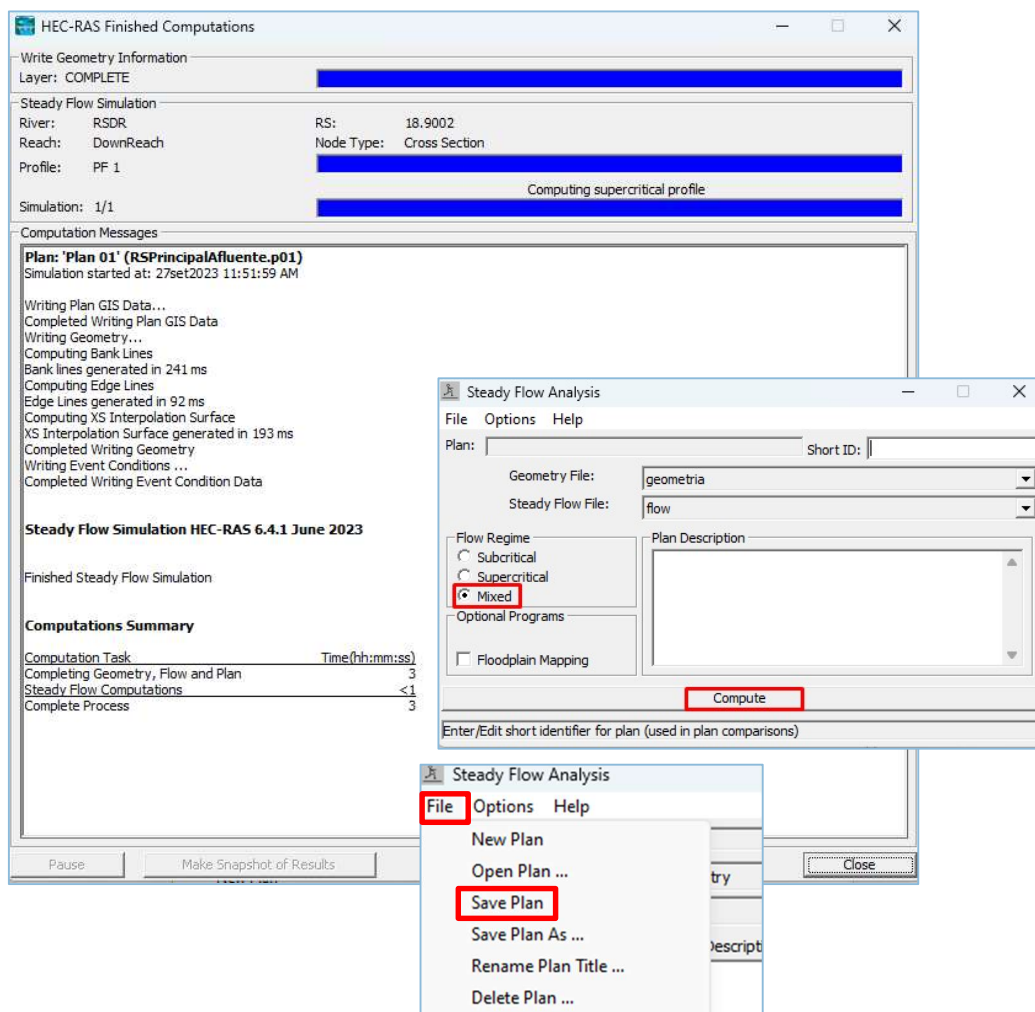 HEC-RAS Finished Computations
Write Geometry Information
Layer: COMPLETE
Steady Flow Simulation
River: RSDR RS: 18.9002
Reach: DownReach Node Type: Cross Section
Profile: PF 1
Computing supercritical profile
Simulation: 1/1
Computation Messages
Plan: 'Plan 01' (RSPrincipalAfluente.p01)
Simulation started at: 27set2023 11:51:59 AM
Writing Plan GIS Data...
Completed Writing Plan GIS Data
Writing Geometry...
Computing Bank Lines
Bank lines generated in 241 ms
Computing Edge Lines
Edge Lines generated in 92 ms
Computing XS Interpolation Surface
XS Interpolation Surface generated in 193 ms
Completed Writing Geometry
Writing Event Conditions ...
Completed Writing Event Condition Data
Steady Flow Simulation HEC-RAS 6.4.1 June 2023
Finished Steady Flow Simulation
Computations Summary
Computation Task Time(hh:mm:ss)
Completing Geometry, Flow and Plan 3
Steady Flow Computations <1
Complete Process 3
Pause Make Snapshot of Results Close
Steady Flow Analysis
File Options Help
Plan: Short ID:
Geometry File: geometria
Steady Flow File: flow
Flow Regime Plan Description
Subcritical
Supercritical
Mixed
Optional Programs
Floodplain Mapping
Compute
Enter/Edit short identifier for plan (used in plan comparisons)
Steady Flow Analysis
File Options Help
New Plan
Open Plan ...
try
Save Plan
Save Plan As ...
Descripti
Rename Plan Title ...
Delete Plan ...